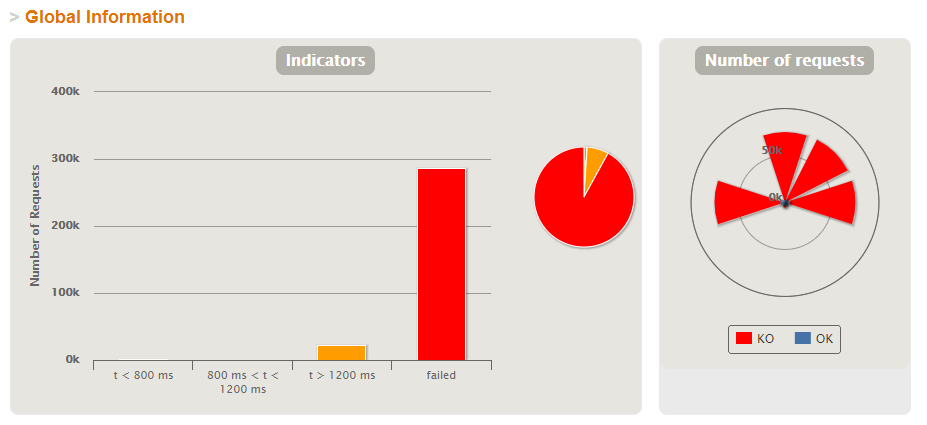 > Global Information
Indicators
Number of requests
400k
300k
200k
100k
0k
Number of Requests
t < 800 ms
800 ms < t <
1200 ms
t > 1200 ms
failed
50k
0k
KO
OK